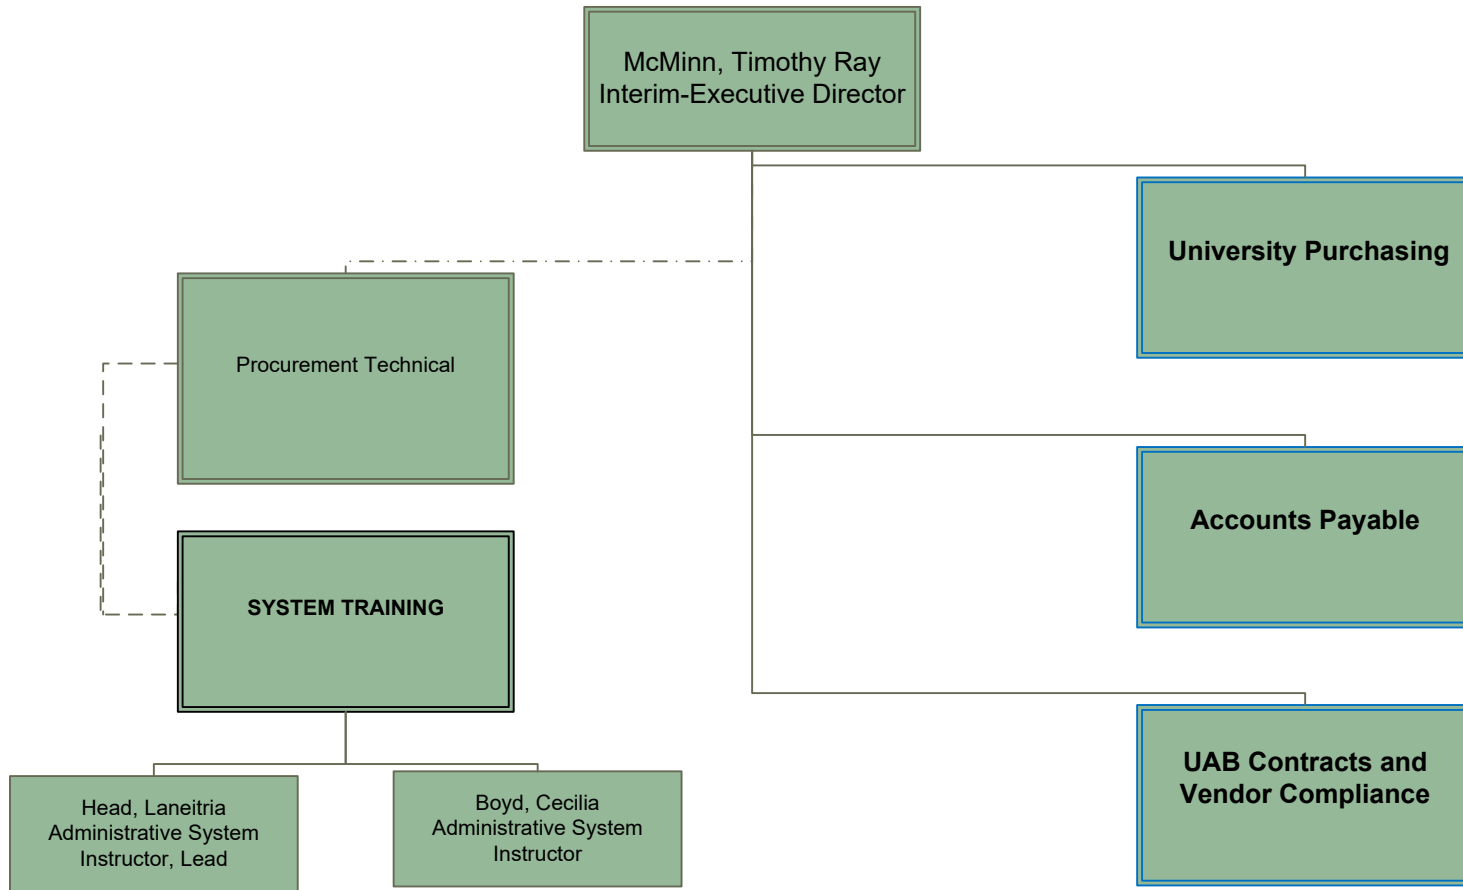 McMinn, Timothy Ray
Interim-Executive Director
University Purchasing
Procurement Technical
Accounts Payable
SYSTEM TRAINING
UAB Contracts and
Vendor Compliance
Head, Laneitria
Administrative System
Instructor, Lead
Boyd, Cecilia
Administrative System
Instructor